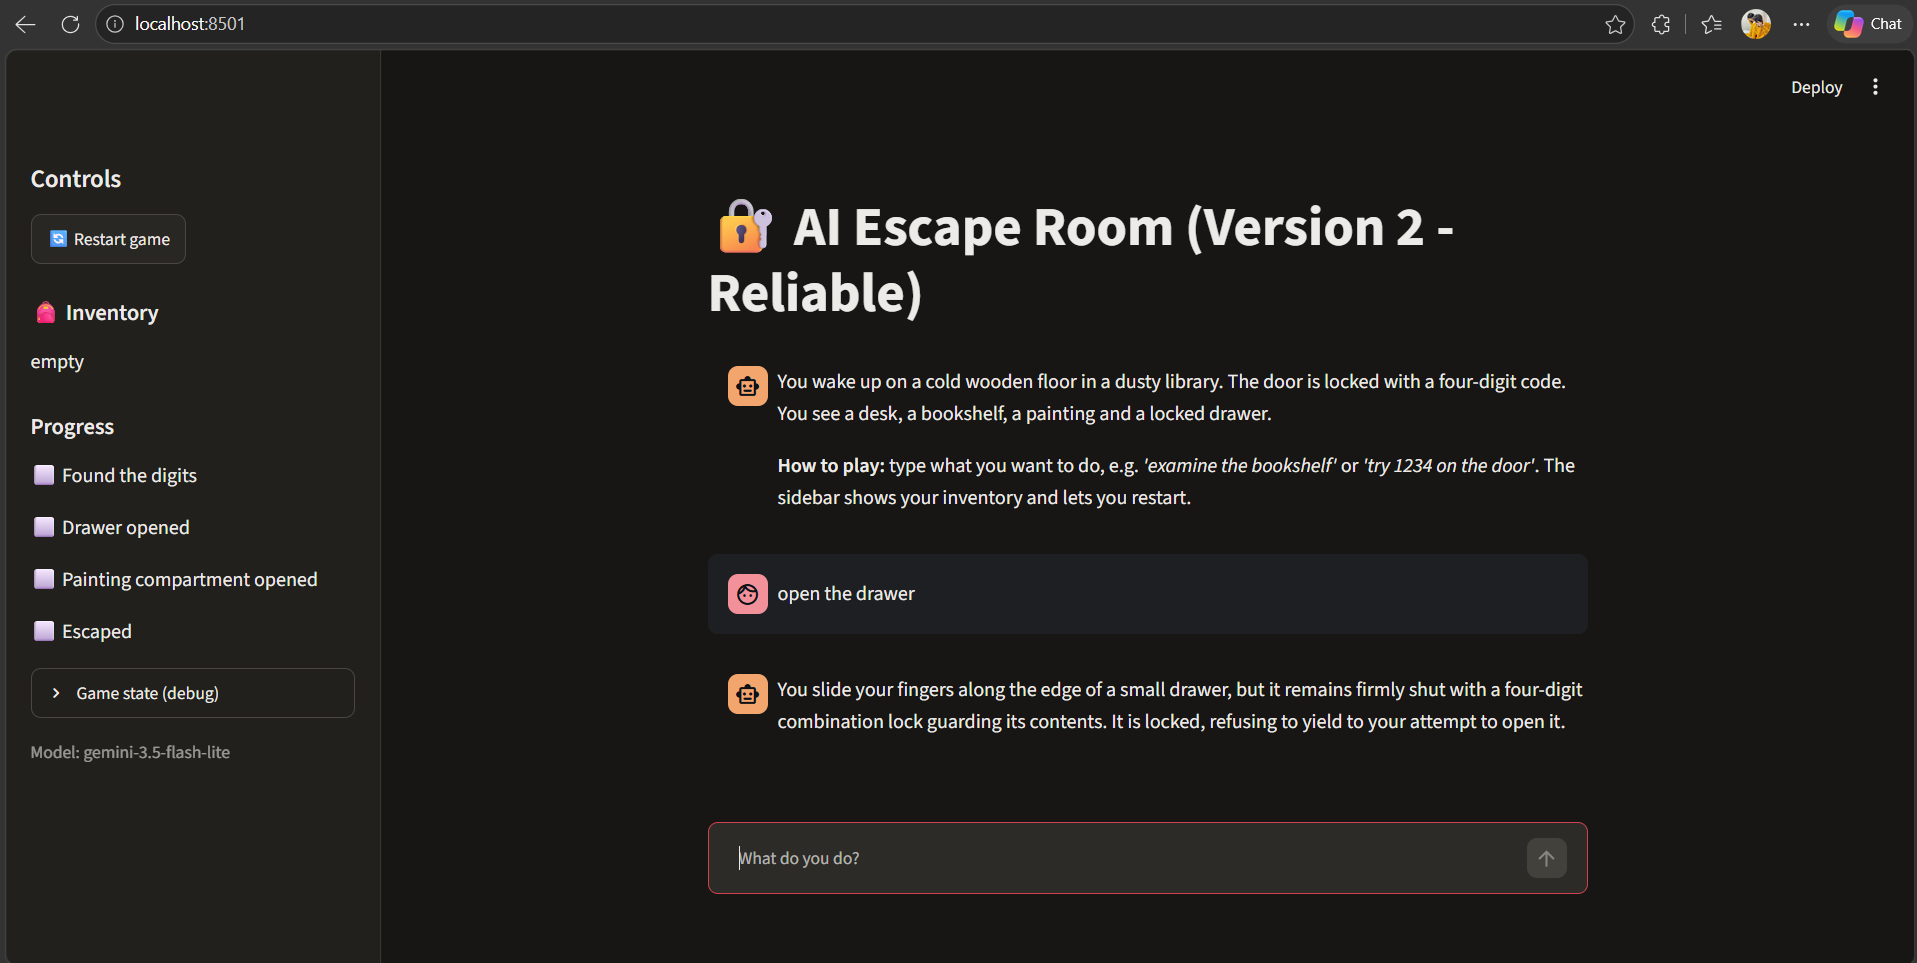 localhost:8501
Chat
Deploy
Controls
Restart game
Inventory
empty
Progress
Found the digits
Drawer opened
Painting compartment opened
Escaped
Game state (debug)
Model: gemini-3.5-flash-lite
AI Escape Room (Version 2 -
Reliable)
You wake up on a cold wooden floor in a dusty library. The door is locked with a four-digit code.
You see a desk, a bookshelf, a painting and a locked drawer.
How to play: type what you want to do, e.g. 'examine the bookshelf' or 'try 1234 on the door'. The
sidebar shows your inventory and lets you restart.
open the drawer
You slide your fingers along the edge of a small drawer, but it remains firmly shut with a four-digit
combination lock guarding its contents. It is locked, refusing to yield to your attempt to open it.
What do you do?